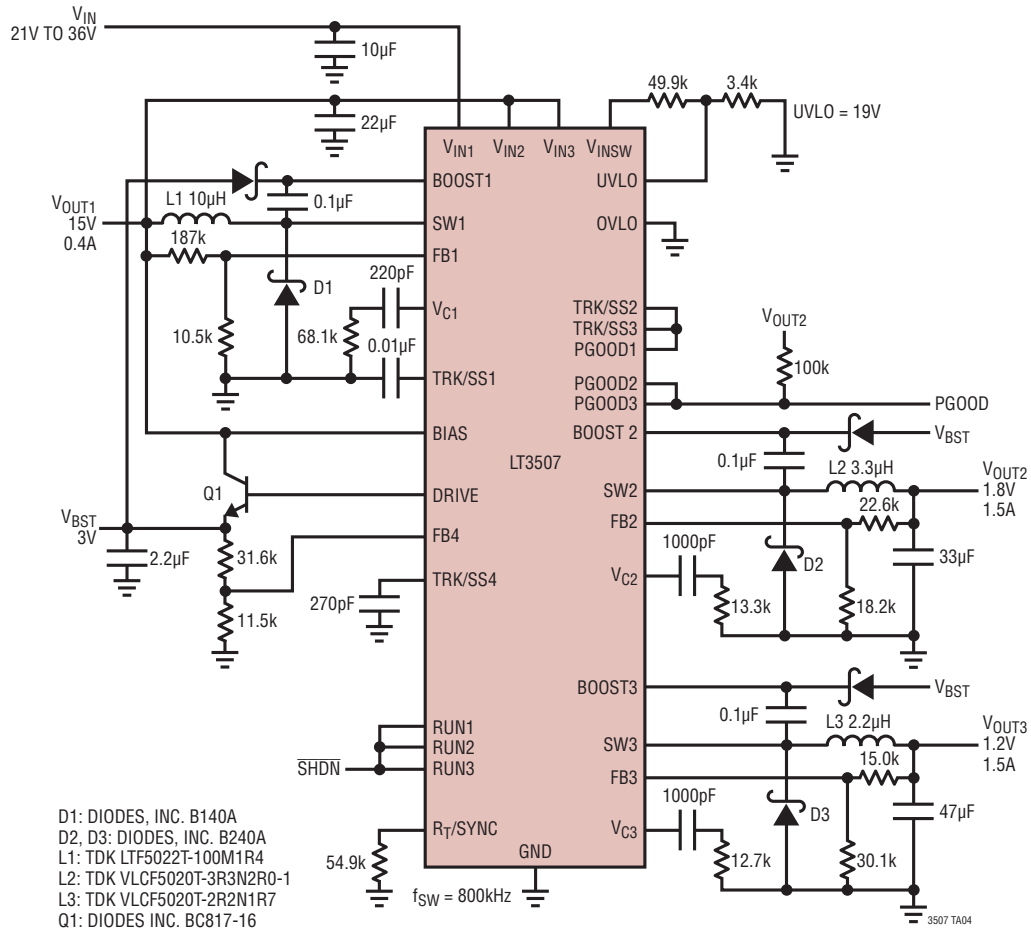 VIN
21V TO 36V
10µF
22µF
49.9k
3.4k
UVLO = 19V
VIN1
VIN2
VIN3
VINSW
BOOST1
UVLO
0.1µF
L1 10µH
VOUT1
15V
0.4A
SW1
OVLO
187k
FB1
D1
220pF
VC1
10.5k
68.1k
0.01µF
TRK/SS1
TRK/SS2
TRK/SS3
PGOOD1
VOUT2
100k
PGOOD2
PGOOD3
PGOOD
BIAS
BOOST 2
VBST
LT3507
0.1µF
L2 3.3µH
VOUT2
1.8V
1.5A
Q1
DRIVE
SW2
22.6k
VBST
3V
2.2µF
31.6k
FB4
FB2
1000pF
D2
33µF
TRK/SS4
VC2
270pF
11.5k
13.3k
18.2k
BOOST3
VBST
0.1µF
L3 2.2µH
VOUT3
1.2V
1.5A
RUN1
RUN2
RUN3
SHDN
SW3
15.0k
FB3
1000pF
D3
47µF
RT/SYNC
VC3
54.9k
GND
12.7k
30.1k
fSW = 800kHz
D1: DIODES, INC. B140A
D2, D3: DIODES, INC. B240A
L1: TDK LTF5022T-100M1R4
L2: TDK VLCF5020T-3R3N2R0-1
L3: TDK VLCF5020T-2R2N1R7
Q1: DIODES INC. BC817-16
3507 TA04